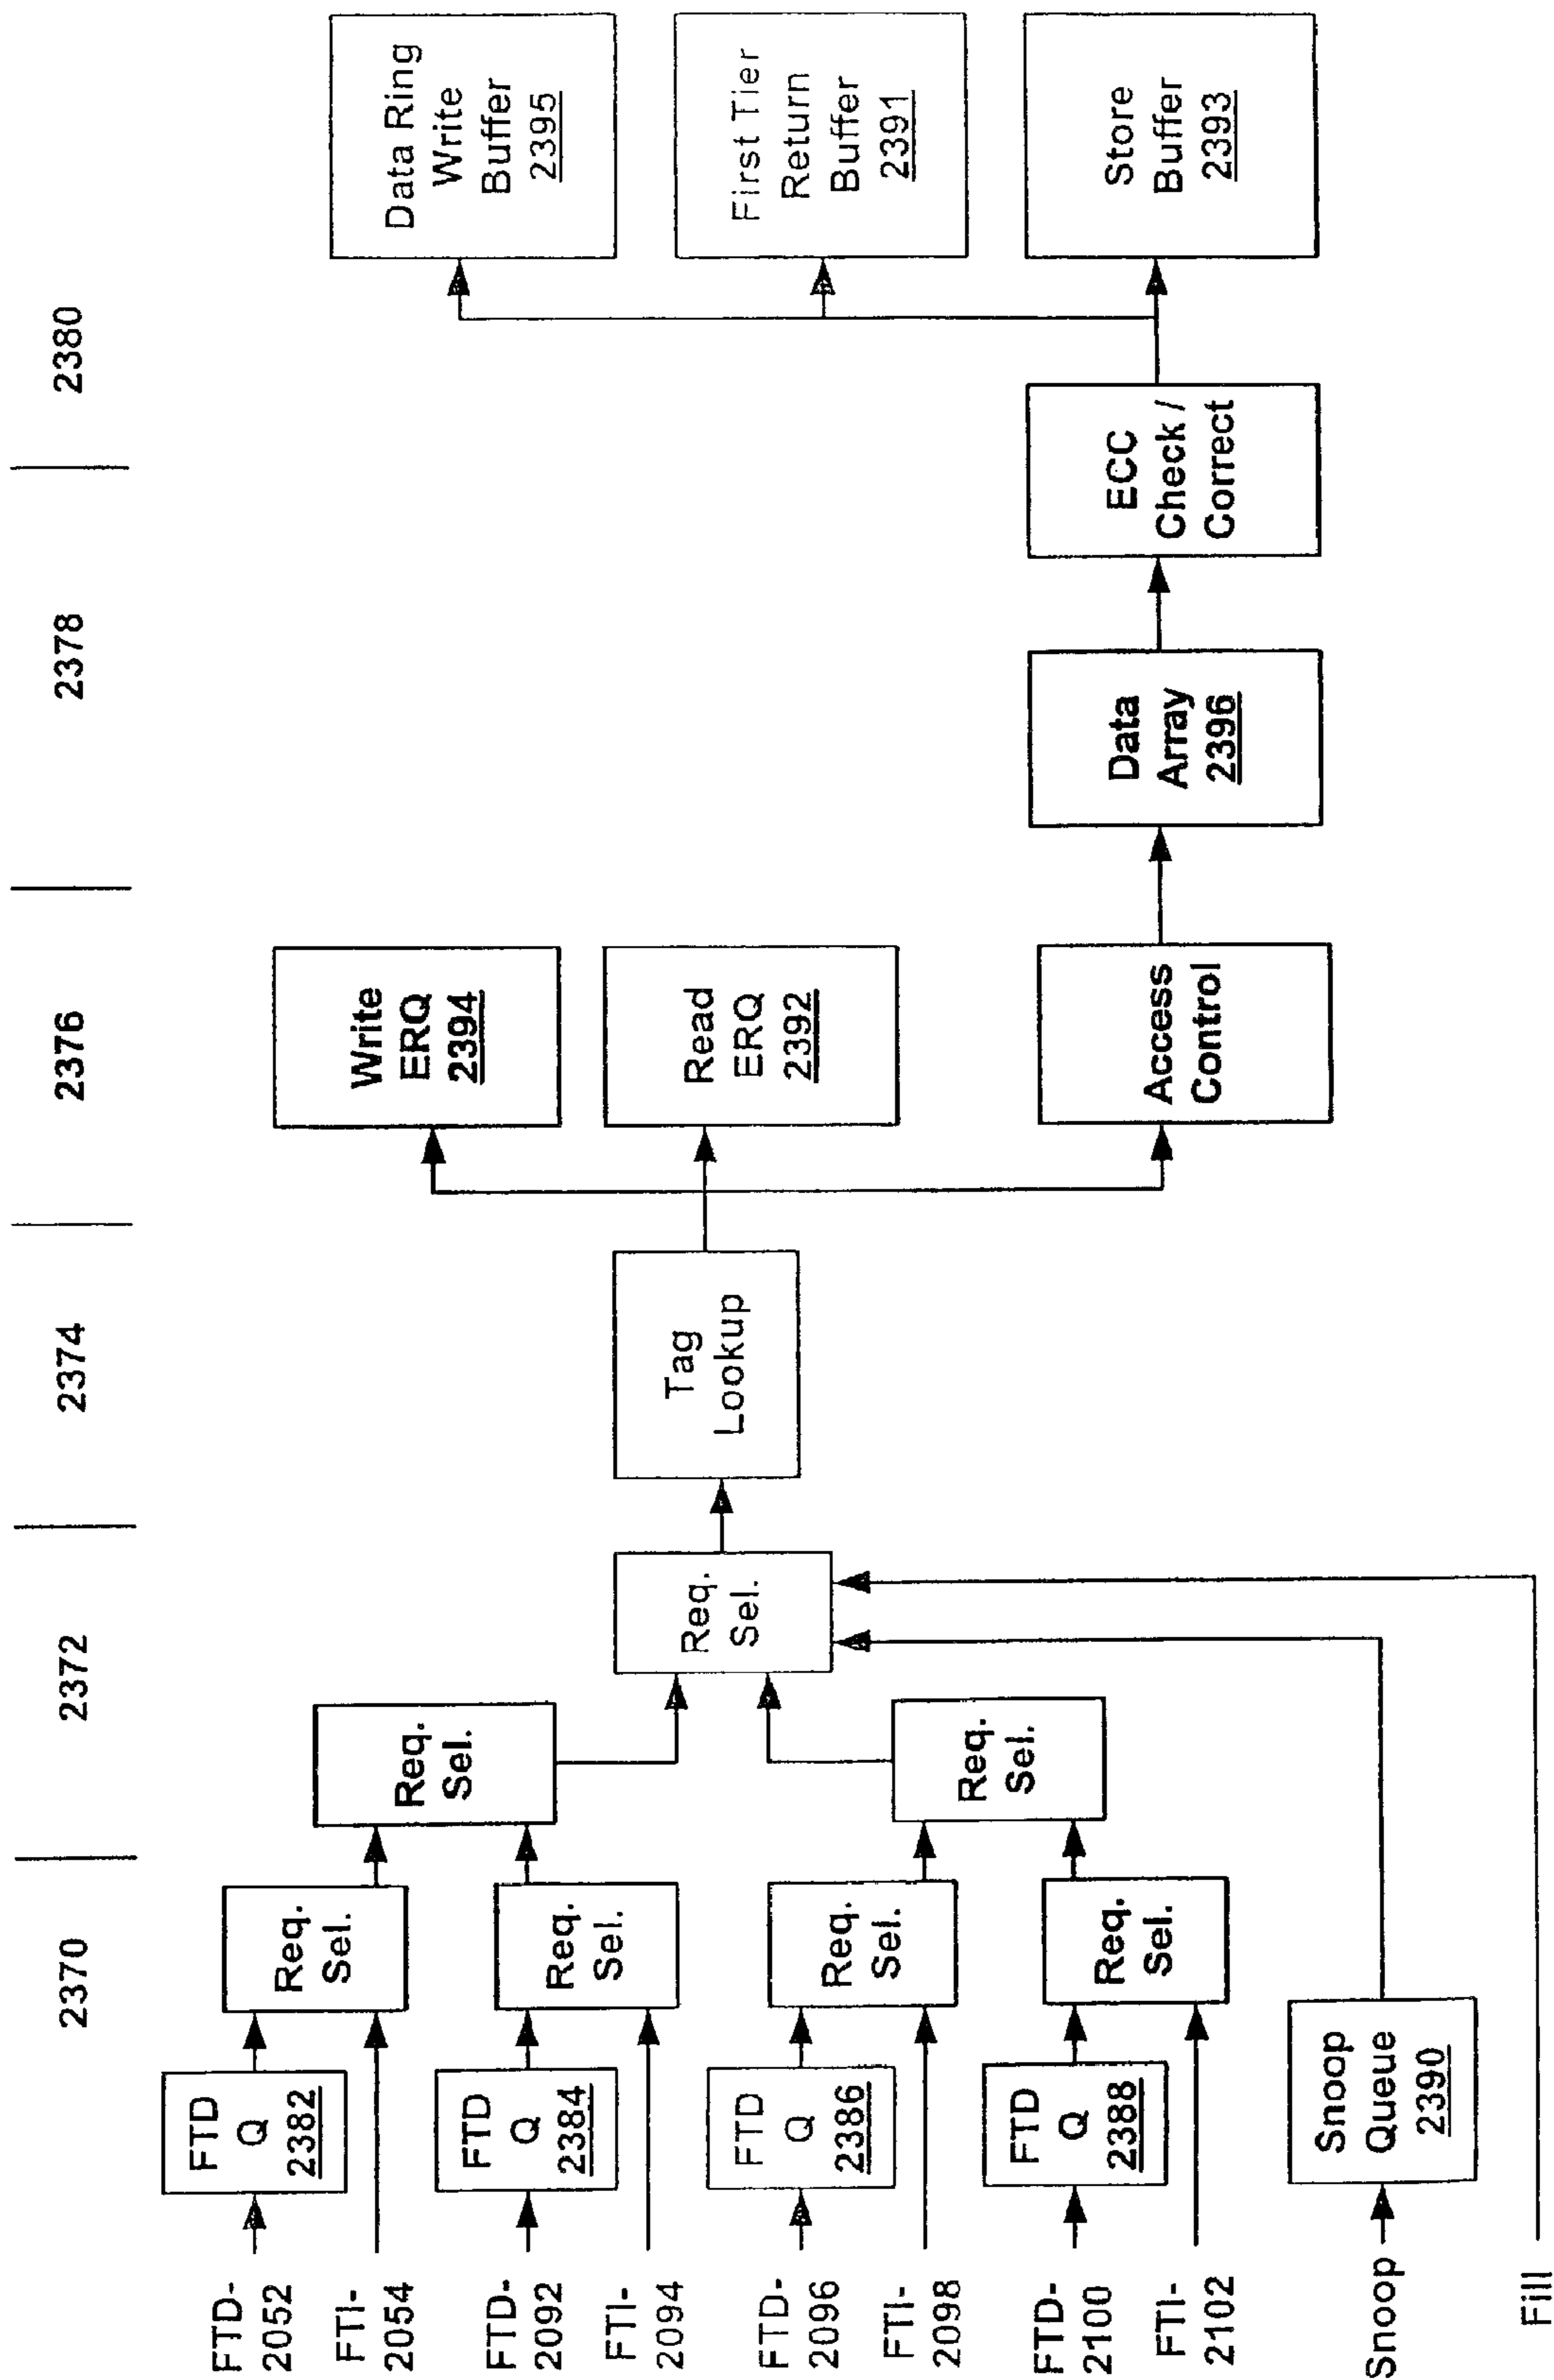 2370
2372
2374
2376
2378
2380
FTD-
2052
FTI-
2054
FTD-
2092
FTI-
2094
FTD-
2096
FTI-
2098
FTD-
2100
FTI-
2102
Snoop
Fill
FTD
Q
2382
FTD
Q
2384
FTD
Q
2386
FTD
Q
2388
Snoop
Queue
2390
Req.
Sel.
Req.
Sel.
Req.
Sel.
Req.
Sel.
Req.
Sel.
Req.
Sel.
Req.
Sel.
Tag
Lookup
Write
ERQ
2394
Read
ERQ
2392
Access
Control
Data
Array
2396
ECC
Check /
Correct
Data Ring
Write
Buffer
2395
First Tier
Return
Buffer
2391
Store
Buffer
2393